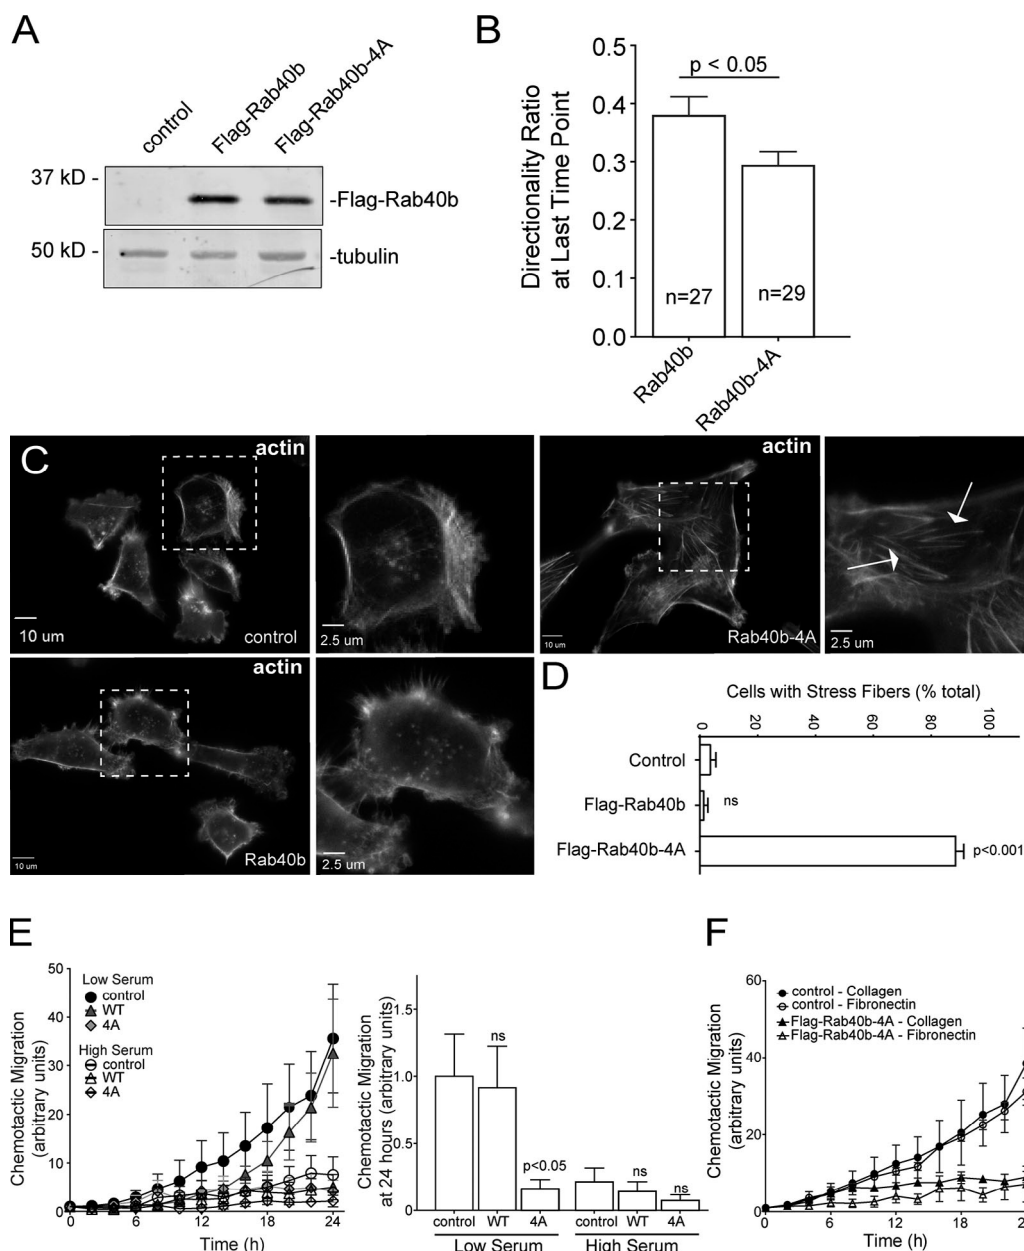 A
control
Flag-Rab40b
Flag-Rab40b-4A
37 kD -
-Flag-Rab40b
50 kD -
-tubulin
B
Directionality Ratio
at Last Time Point
0.5
0.4
0.3
0.2
0.1
0.0
p < 0.05
n=27
n=29
Rab40b
Rab40b-4A
C
actin
10 um
control
2.5 um
actin
10 um
Rab40b-4A
2.5 um
actin
10 um
Rab40b
2.5 um
D
Cells with Stress Fibers (% total)
0 20 40 60 80 100
Control
Flag-Rab40b
ns
Flag-Rab40b-4A
p<0.001
E
Chemotactic Migration
(arbitrary units)
50
40
30
20
10
0
Low Serum
control
WT
4A
High Serum
control
WT
4A
0 6 12 18 24
Time (h)
Chemotactic Migration
at 24 hours (arbitrary units)
1.5
1.0
0.5
0.0
ns
p<0.05
ns
ns
control WT 4A control WT 4A
Low Serum High Serum
F
Chemotactic Migration
(arbitrary units)
60
40
20
0
control - Collagen
control - Fibronectin
Flag-Rab40b-4A - Collagen
Flag-Rab40b-4A - Fibronectin
0 6 12 18
Time (h)